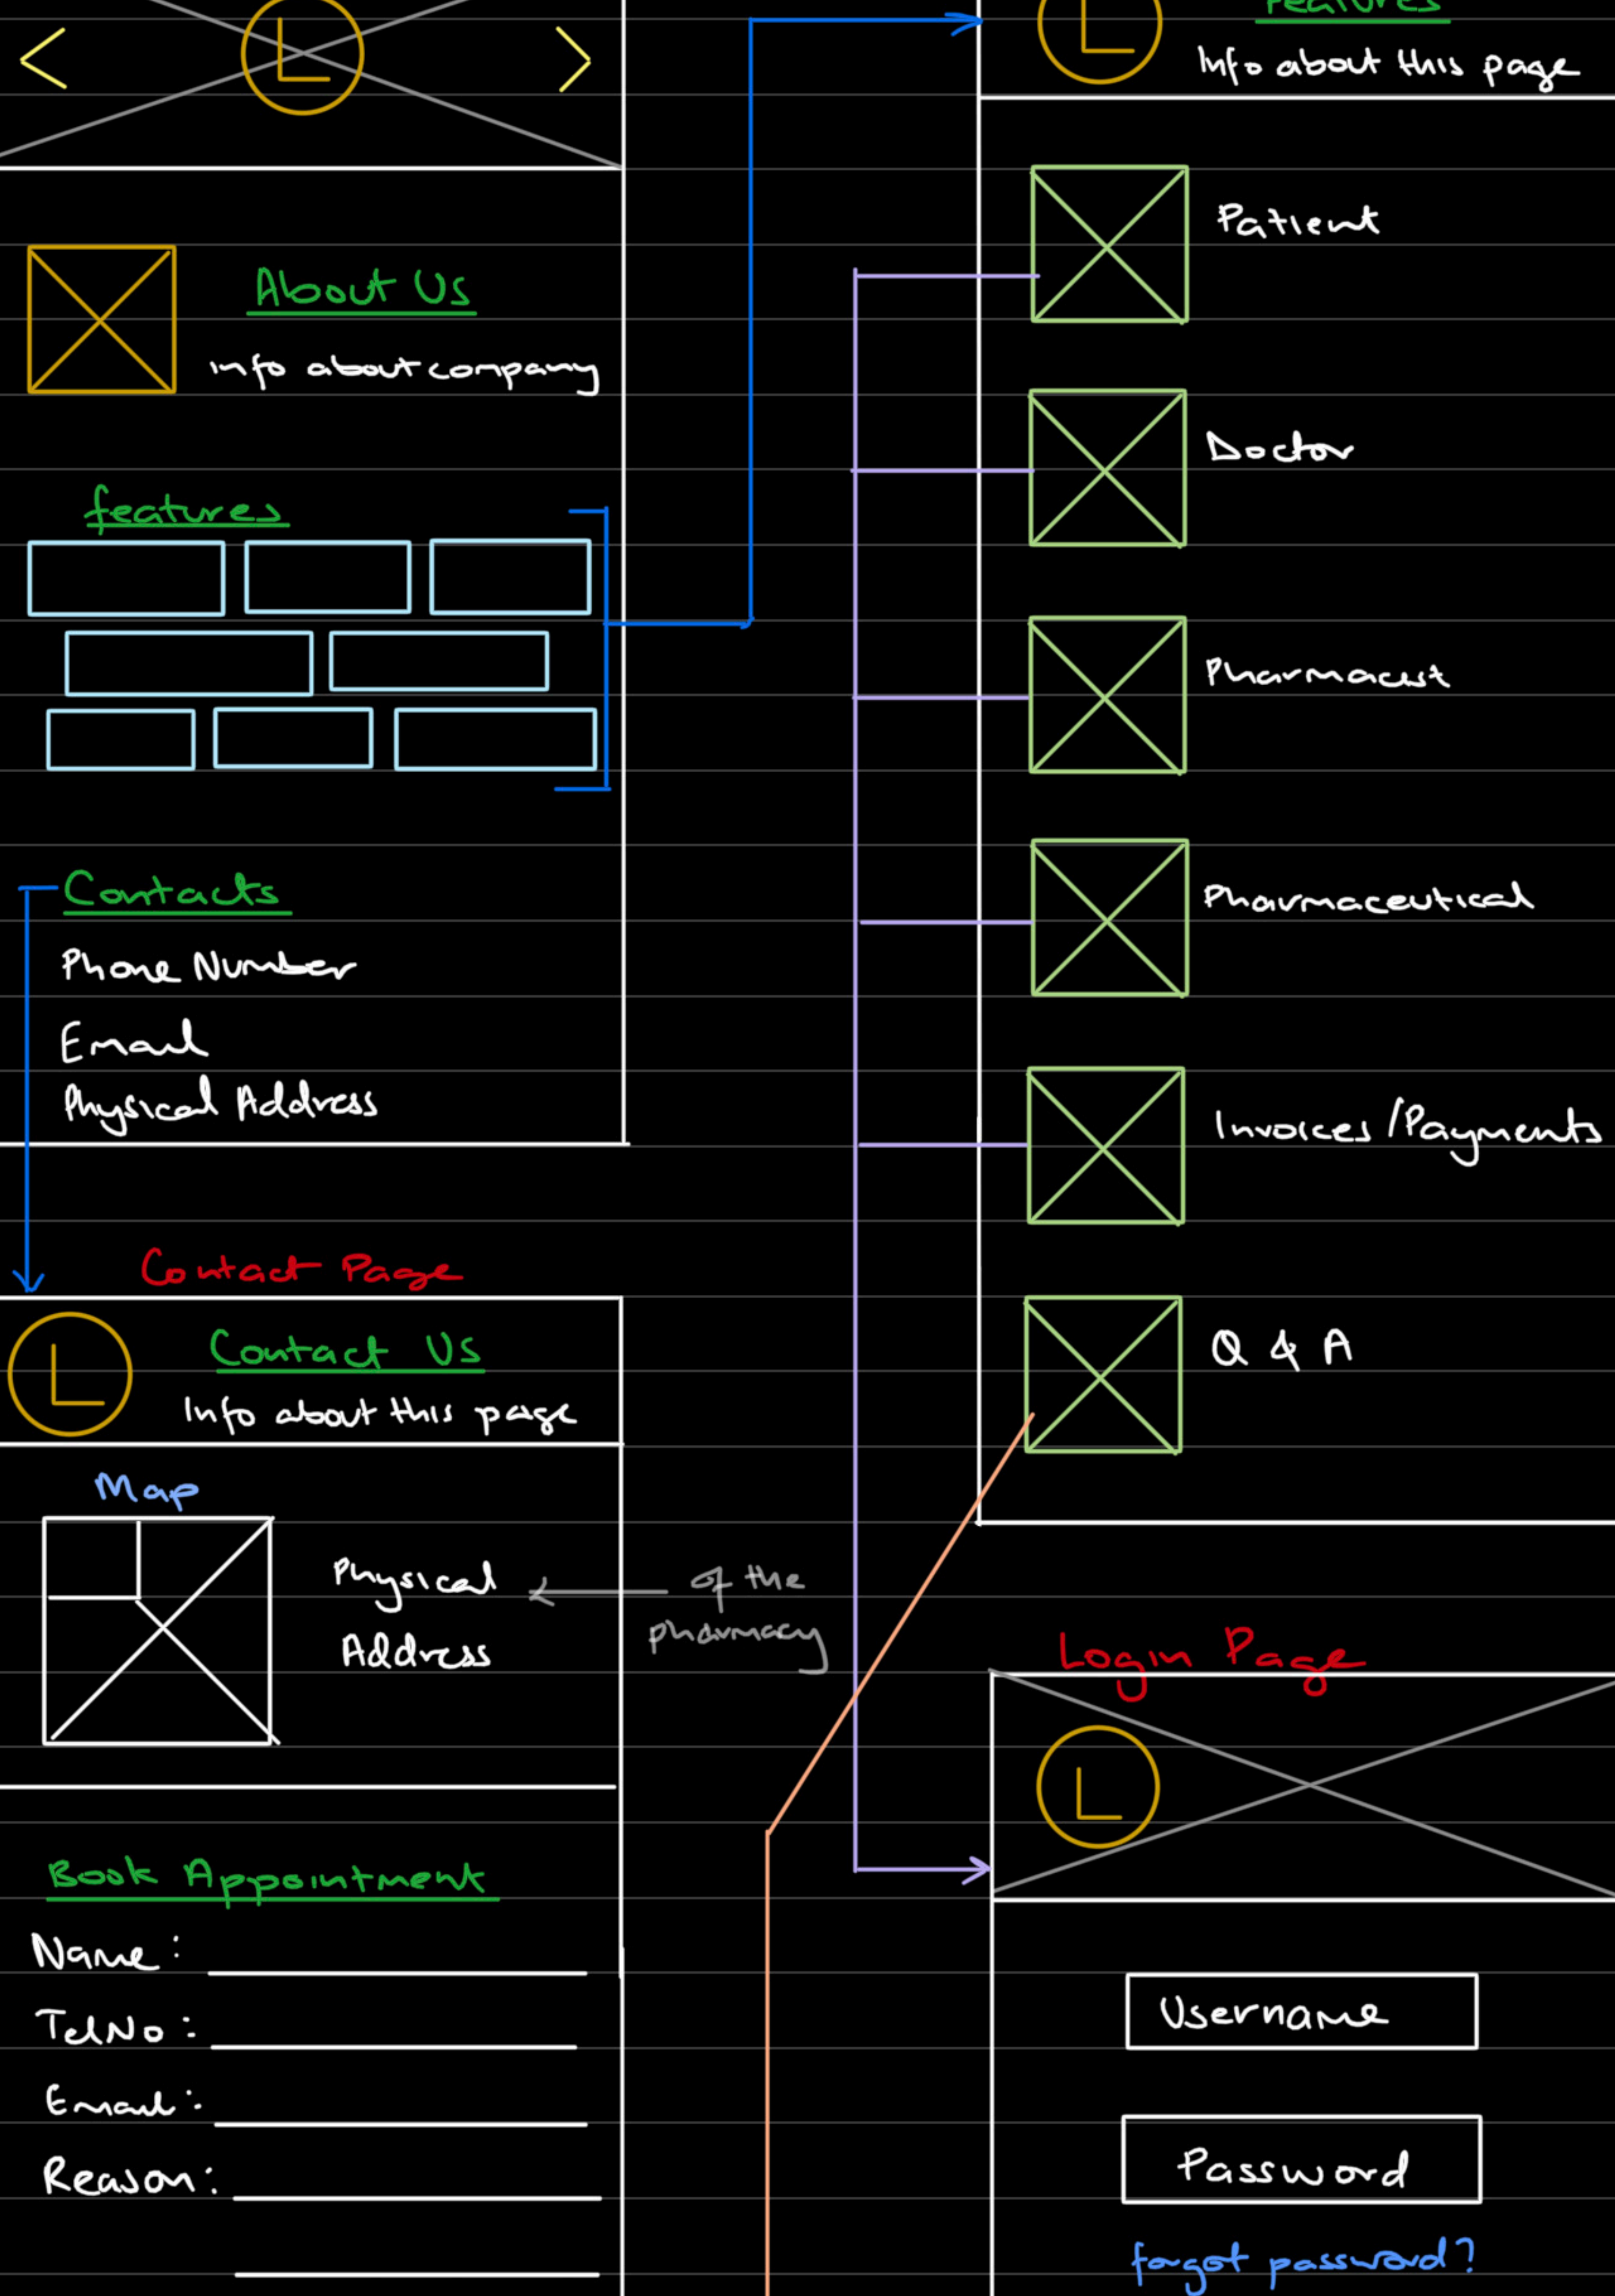 L
About Us
Info about company
features
Contacts
Phone Number
Email
Physical Address
Contact Page
L
Contact Us
Info about this page
Map
Physical
Address
of the
pharmacy
Book Appointment
Name:
Tel No:
Email:
Reason:
L
features
Info about this page
Patient
Doctor
Pharmacist
Pharmaceutical
Invoices/Payments
Q & A
Login Page
L
Username
Password
forgot password?